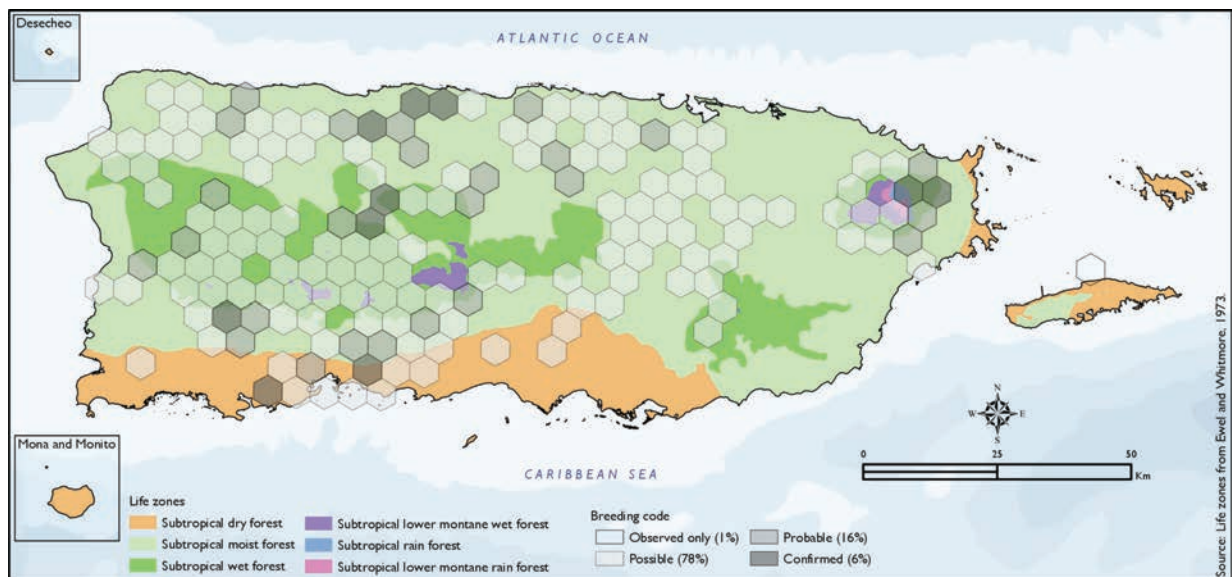 Desecheo
ATLANTIC OCEAN
N
W E
S
0 25 50
Km
CARIBBEAN SEA
Mona and Monito
Life zones
Subtropical dry forest
Subtropical moist forest
Subtropical wet forest
Subtropical lower montane wet forest
Subtropical rain forest
Subtropical lower montane rain forest
Breeding code
Observed only (1%)
Possible (78%)
Probable (16%)
Confirmed (6%)
Source: Life zones from Ewel and Whitmore, 1973.